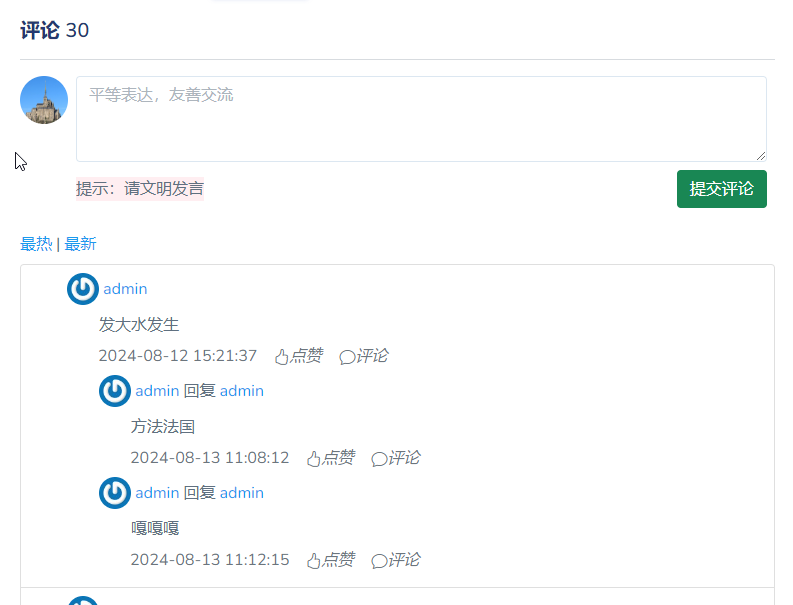 评论 30
平等表达，友善交流
提示：请文明发言
提交评论
最热 | 最新
admin
发大水发生
2024-08-12 15:21:37 点赞 评论
admin 回复 admin
方法法国
2024-08-13 11:08:12 点赞 评论
admin 回复 admin
嘎嘎嘎
2024-08-13 11:12:15 点赞 评论